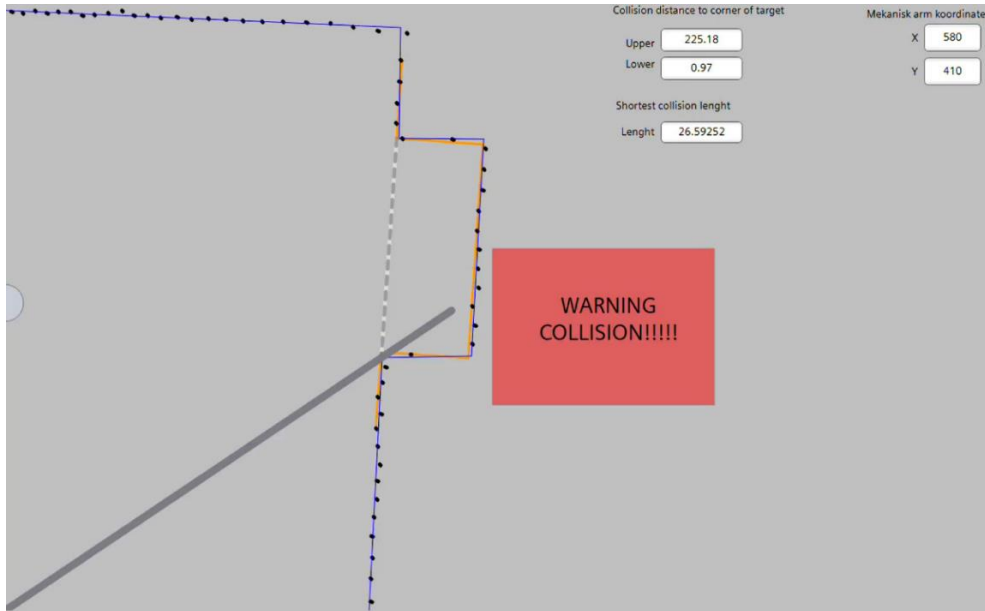 Collision distance to corner of target
Upper 225.18
Lower 0.97
Shortest collision lenght
Lenght 26.59252
Mekanisk arm koordinate
X 580
Y 410
WARNING
COLLISION!!!!!